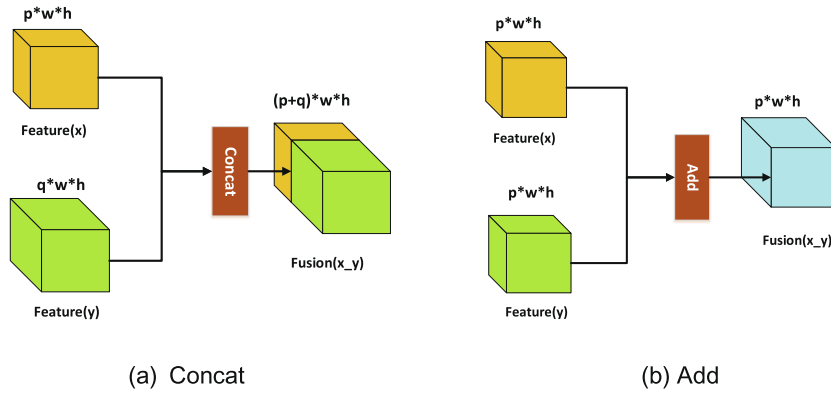 p*w*h
Feature(x)
q*w*h
Feature(y)
Concat
(p+q)*w*h
Fusion(x_y)
(a) Concat
p*w*h
Feature(x)
p*w*h
Feature(y)
Add
p*w*h
Fusion(x_y)
(b) Add